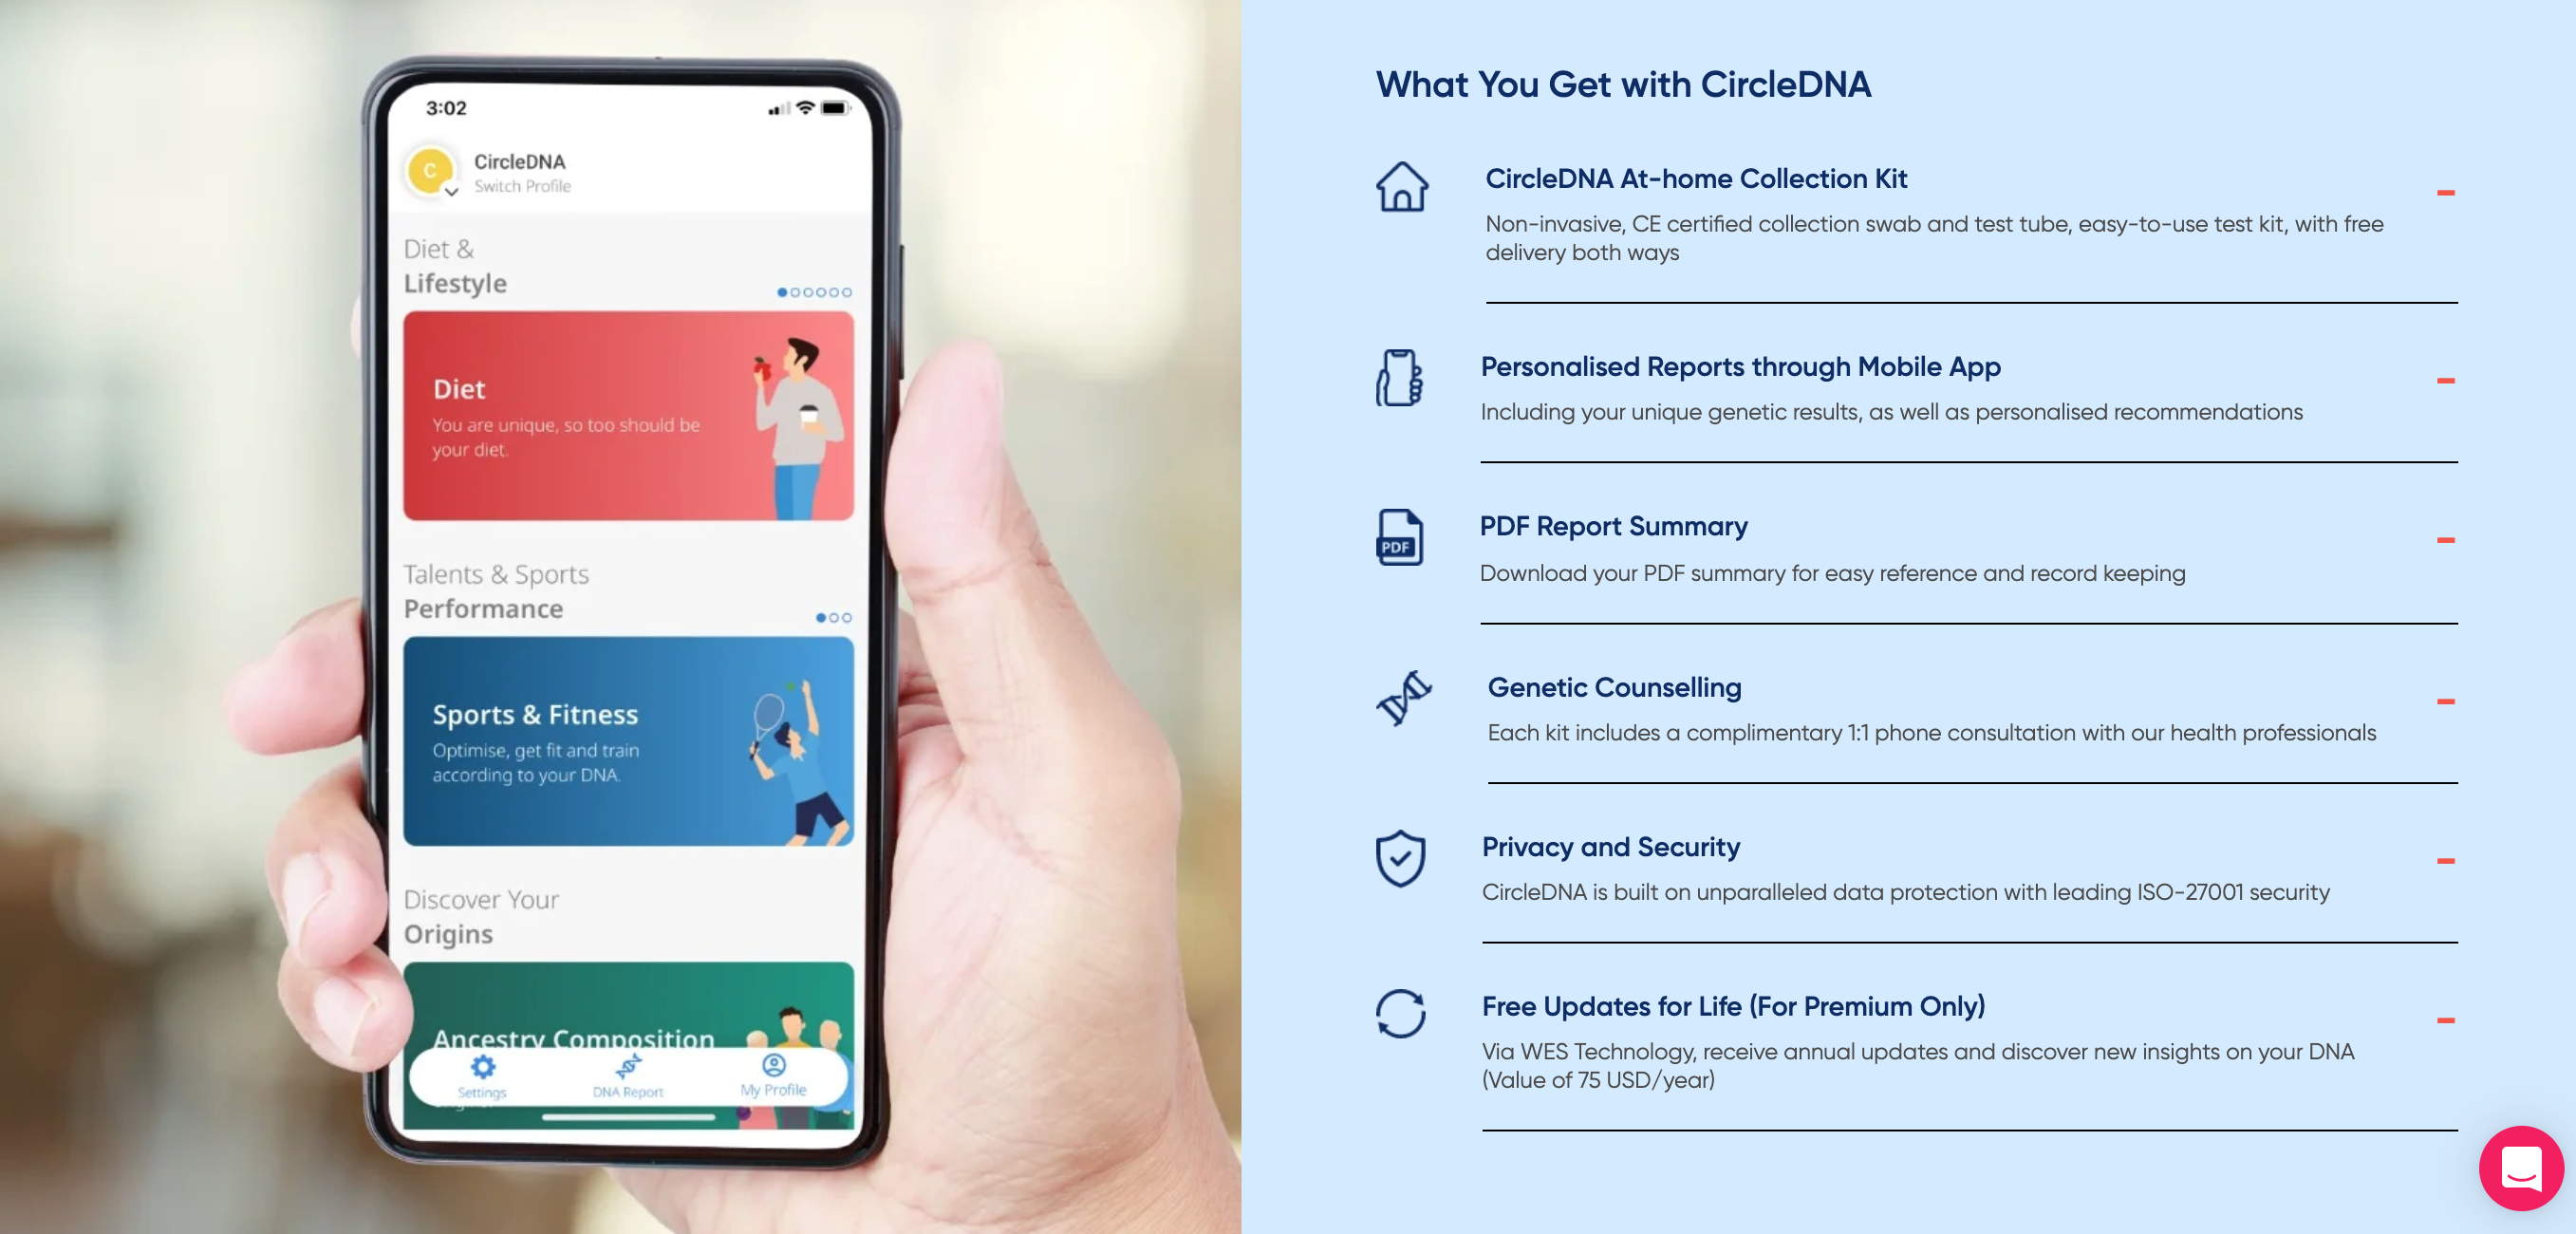 3:02
C
CircleDNA
Switch Profile
Diet &
Lifestyle
Diet
You are unique, so too should be
your diet.
Talents & Sports
Performance
Sports & Fitness
Optimise, get fit and train
according to your DNA.
Discover Your
Origins
Ancestry Composition
Settings
DNA Report
My Profile
What You Get with CircleDNA
CircleDNA At-home Collection Kit
Non-invasive, CE certified collection swab and test tube, easy-to-use test kit, with free
delivery both ways
Personalised Reports through Mobile App
Including your unique genetic results, as well as personalised recommendations
PDF
PDF Report Summary
Download your PDF summary for easy reference and record keeping
Genetic Counselling
Each kit includes a complimentary 1:1 phone consultation with our health professionals
Privacy and Security
CircleDNA is built on unparalleled data protection with leading ISO-27001 security
Free Updates for Life (For Premium Only)
Via WES Technology, receive annual updates and discover new insights on your DNA
(Value of 75 USD/year)